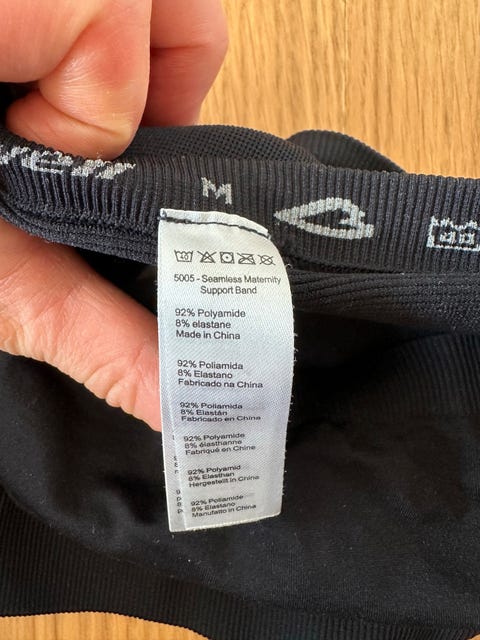 M
5005 - Seamless Maternity
Support Band
92% Polyamide
8% elastane
Made in China
92% Poliamida
8% Elastano
Fabricado na China
92% Poliamida
8% Elastán
Fabricado en China
92% Polyamide
8% élasthanne
Fabriqué en China
92% Polyamid
8% Elasthan
Hergestellt in China
92% Poliamide
8% Elastano
Manufatto in China